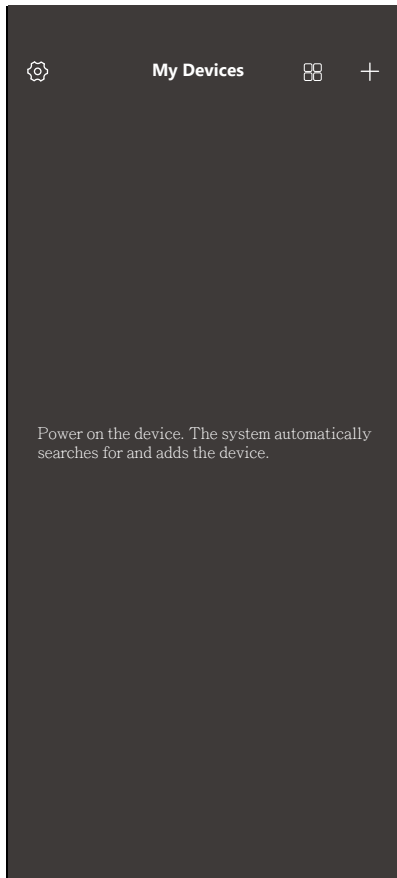 My Devices
Power on the device. The system automatically
searches for and adds the device.